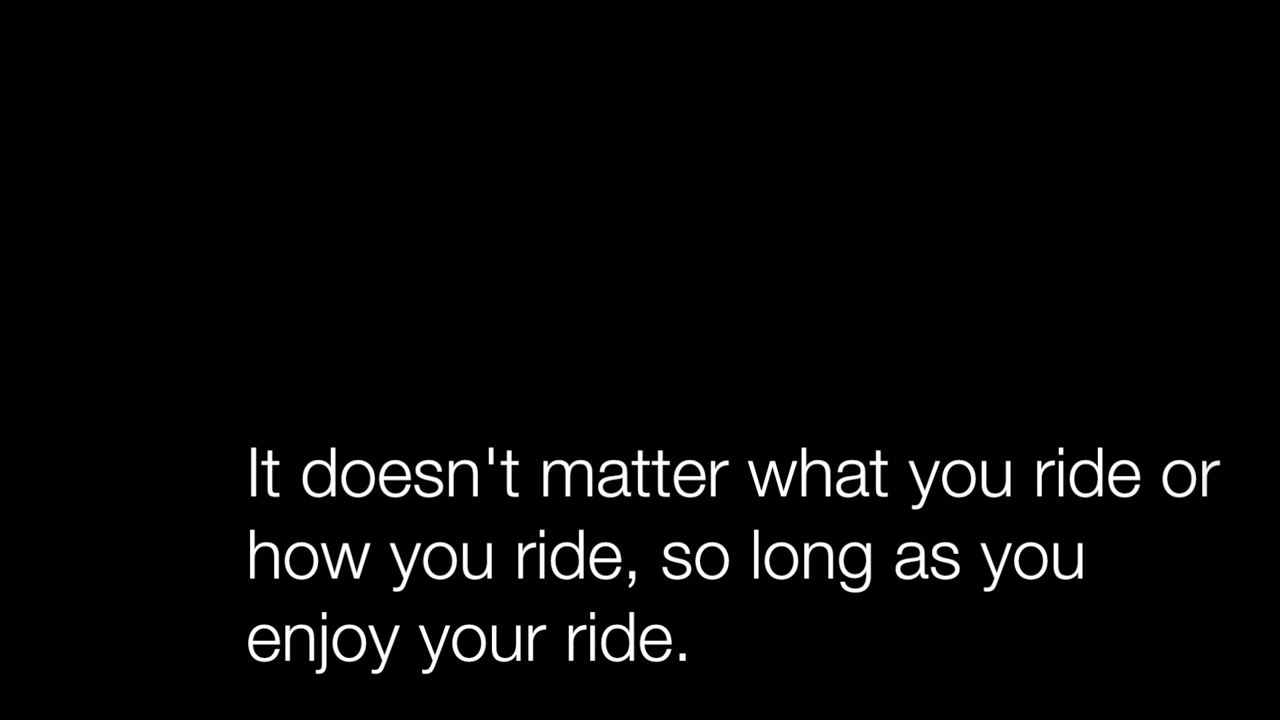 It doesn't matter what you ride or
how you ride, so long as you
enjoy your ride.